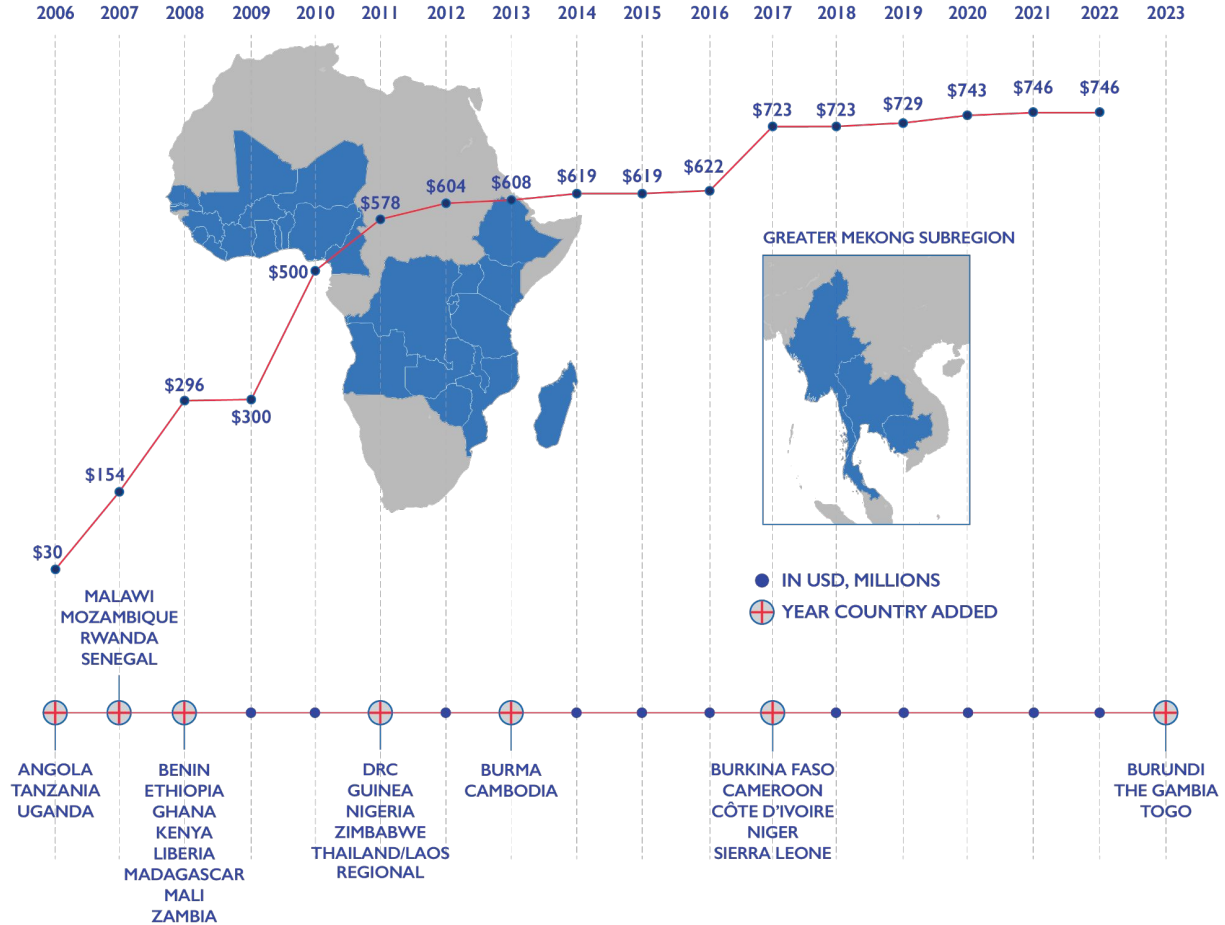 2006 2007 2008 2009 2010 2011 2012 2013 2014 2015 2016 2017 2018 2019 2020 2021 2022 2023
$30
$154
$296
$300
$500
$578
$604
$608
$619
$619
$622
$723
$723
$729
$743
$746
$746
GREATER MEKONG SUBREGION
IN USD, MILLIONS
YEAR COUNTRY ADDED
MALAWI
MOZAMBIQUE
RWANDA
SENEGAL
ANGOLA
TANZANIA
UGANDA
BENIN
ETHIOPIA
GHANA
KENYA
LIBERIA
MADAGASCAR
MALI
ZAMBIA
DRC
GUINEA
NIGERIA
ZIMBABWE
THAILAND/LAOS
REGIONAL
BURMA
CAMBODIA
BURKINA FASO
CAMEROON
CÔTE D'IVOIRE
NIGER
SIERRA LEONE
BURUNDI
THE GAMBIA
TOGO